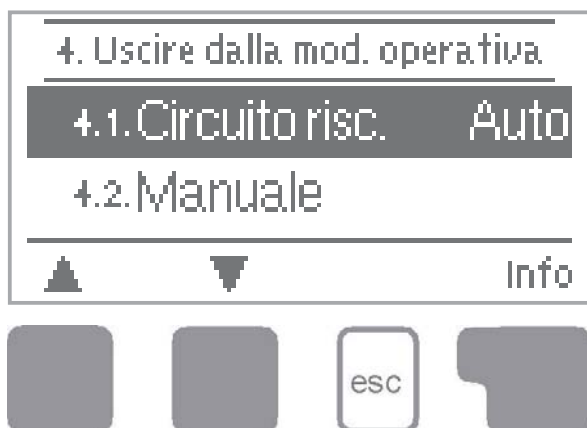 4. Uscire dalla mod. operativa
4.1. Circuito risc. Auto
4.2. Manuale
Info
esc